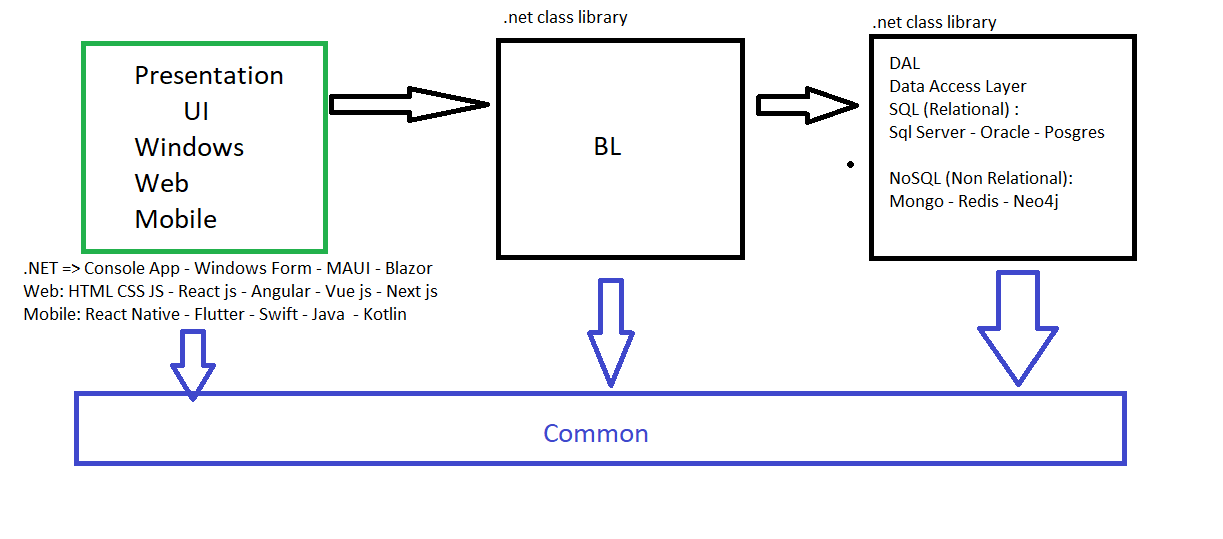 .net class library
.net class library
Presentation
UI
Windows
Web
Mobile
BL
DAL
Data Access Layer
SQL (Relational) :
Sql Server - Oracle - Posgres
NoSQL (Non Relational):
Mongo - Redis - Neo4j
.NET => Console App - Windows Form - MAUI - Blazor
Web: HTML CSS JS - React js - Angular - Vue js - Next js
Mobile: React Native - Flutter - Swift - Java - Kotlin
Common